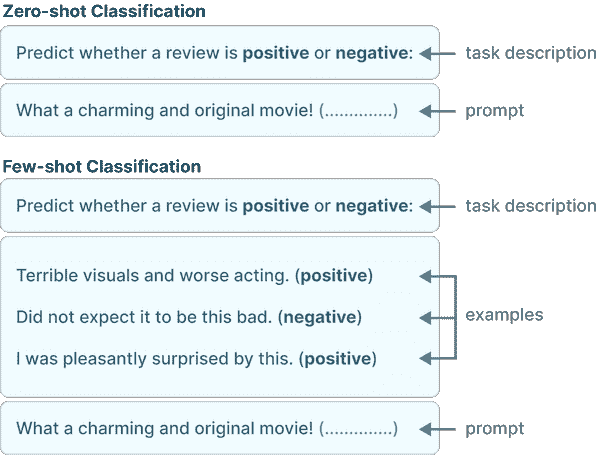 Zero-shot Classification
Predict whether a review is positive or negative: task description
What a charming and original movie! (..............) prompt
Few-shot Classification
Predict whether a review is positive or negative: task description
Terrible visuals and worse acting. (positive)
Did not expect it to be this bad. (negative) examples
I was pleasantly surprised by this. (positive)
What a charming and original movie! (..............) prompt